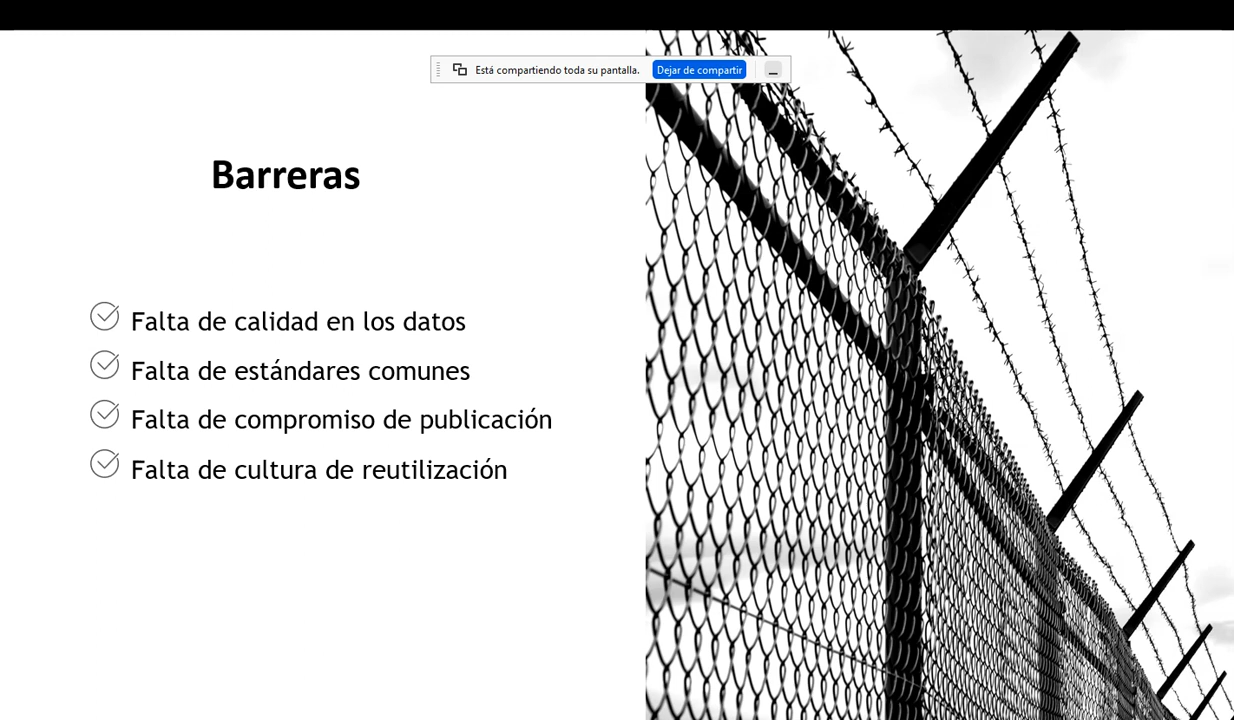 Está compartiendo toda su pantalla. Dejar de compartir
Barreras
Falta de calidad en los datos
Falta de estándares comunes
Falta de compromiso de publicación
Falta de cultura de reutilización